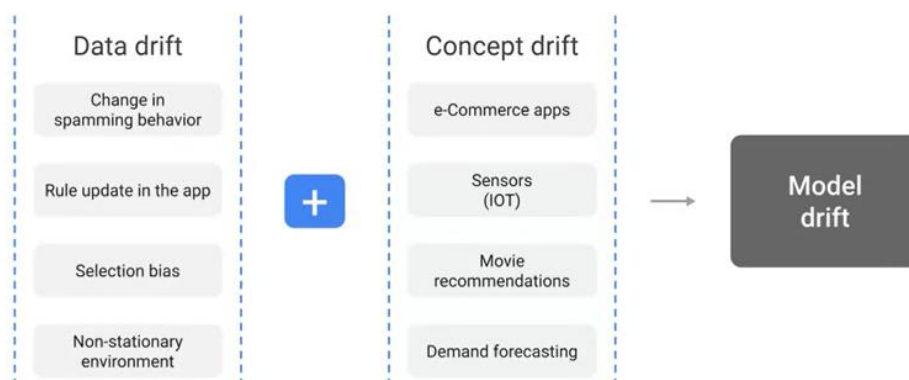 Data drift
Change in
spamming behavior
Rule update in the app
Selection bias
Non-stationary
environment
+
Concept drift
e-Commerce apps
Sensors
(IOT)
Movie
recommendations
Demand forecasting
Model
drift